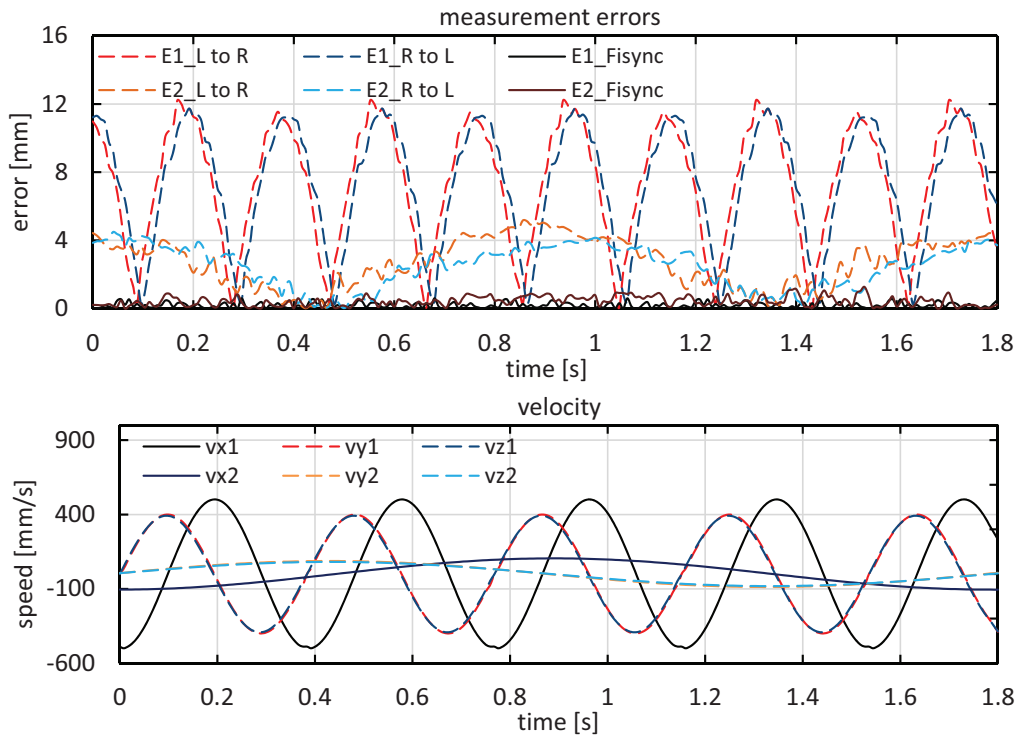 measurement errors
16
12
8
4
0
error [mm]
E1_L to R E1_R to L E1_Fisync
E2_L to R E2_R to L E2_Fisync
0 0.2 0.4 0.6 0.8 1 1.2 1.4 1.6 1.8
time [s]
velocity
900
400
-100
-600
speed [mm/s]
vx1 vy1 vz1
vx2 vy2 vz2
0 0.2 0.4 0.6 0.8 1 1.2 1.4 1.6 1.8
time [s]